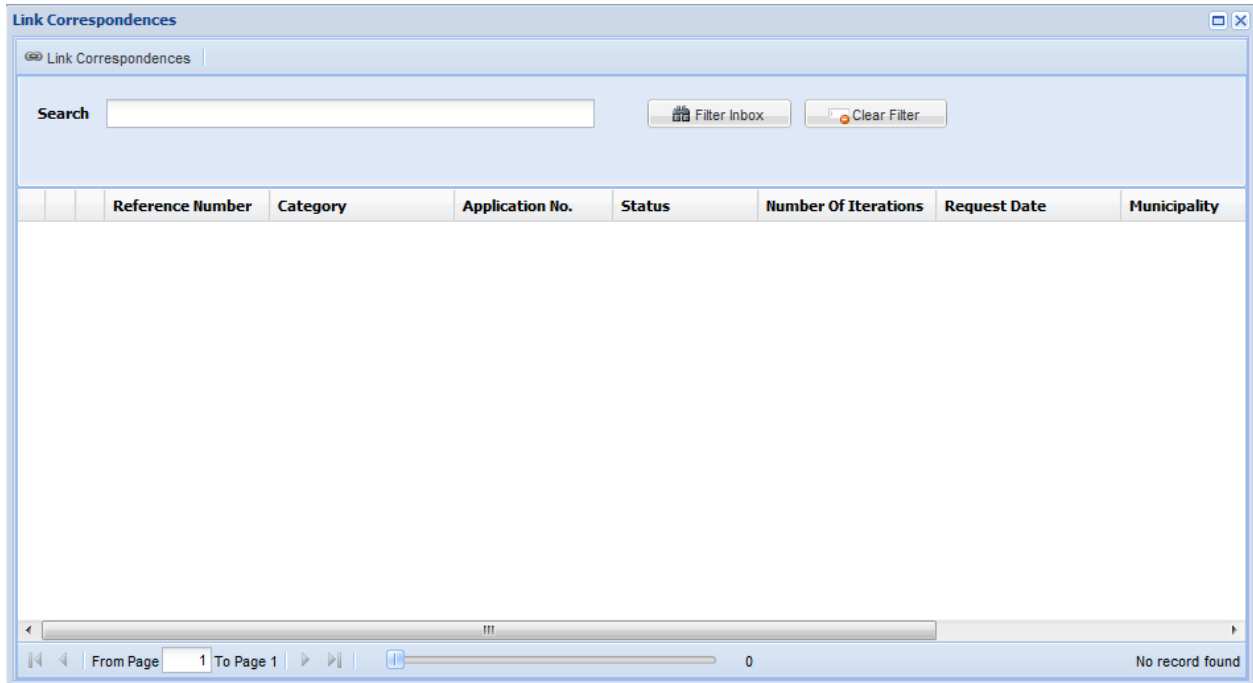 Link Correspondences
Link Correspondences
Search Filter Inbox Clear Filter
Reference Number Category Application No. Status Number Of Iterations Request Date Municipality
From Page 1 To Page 1 0 No record found